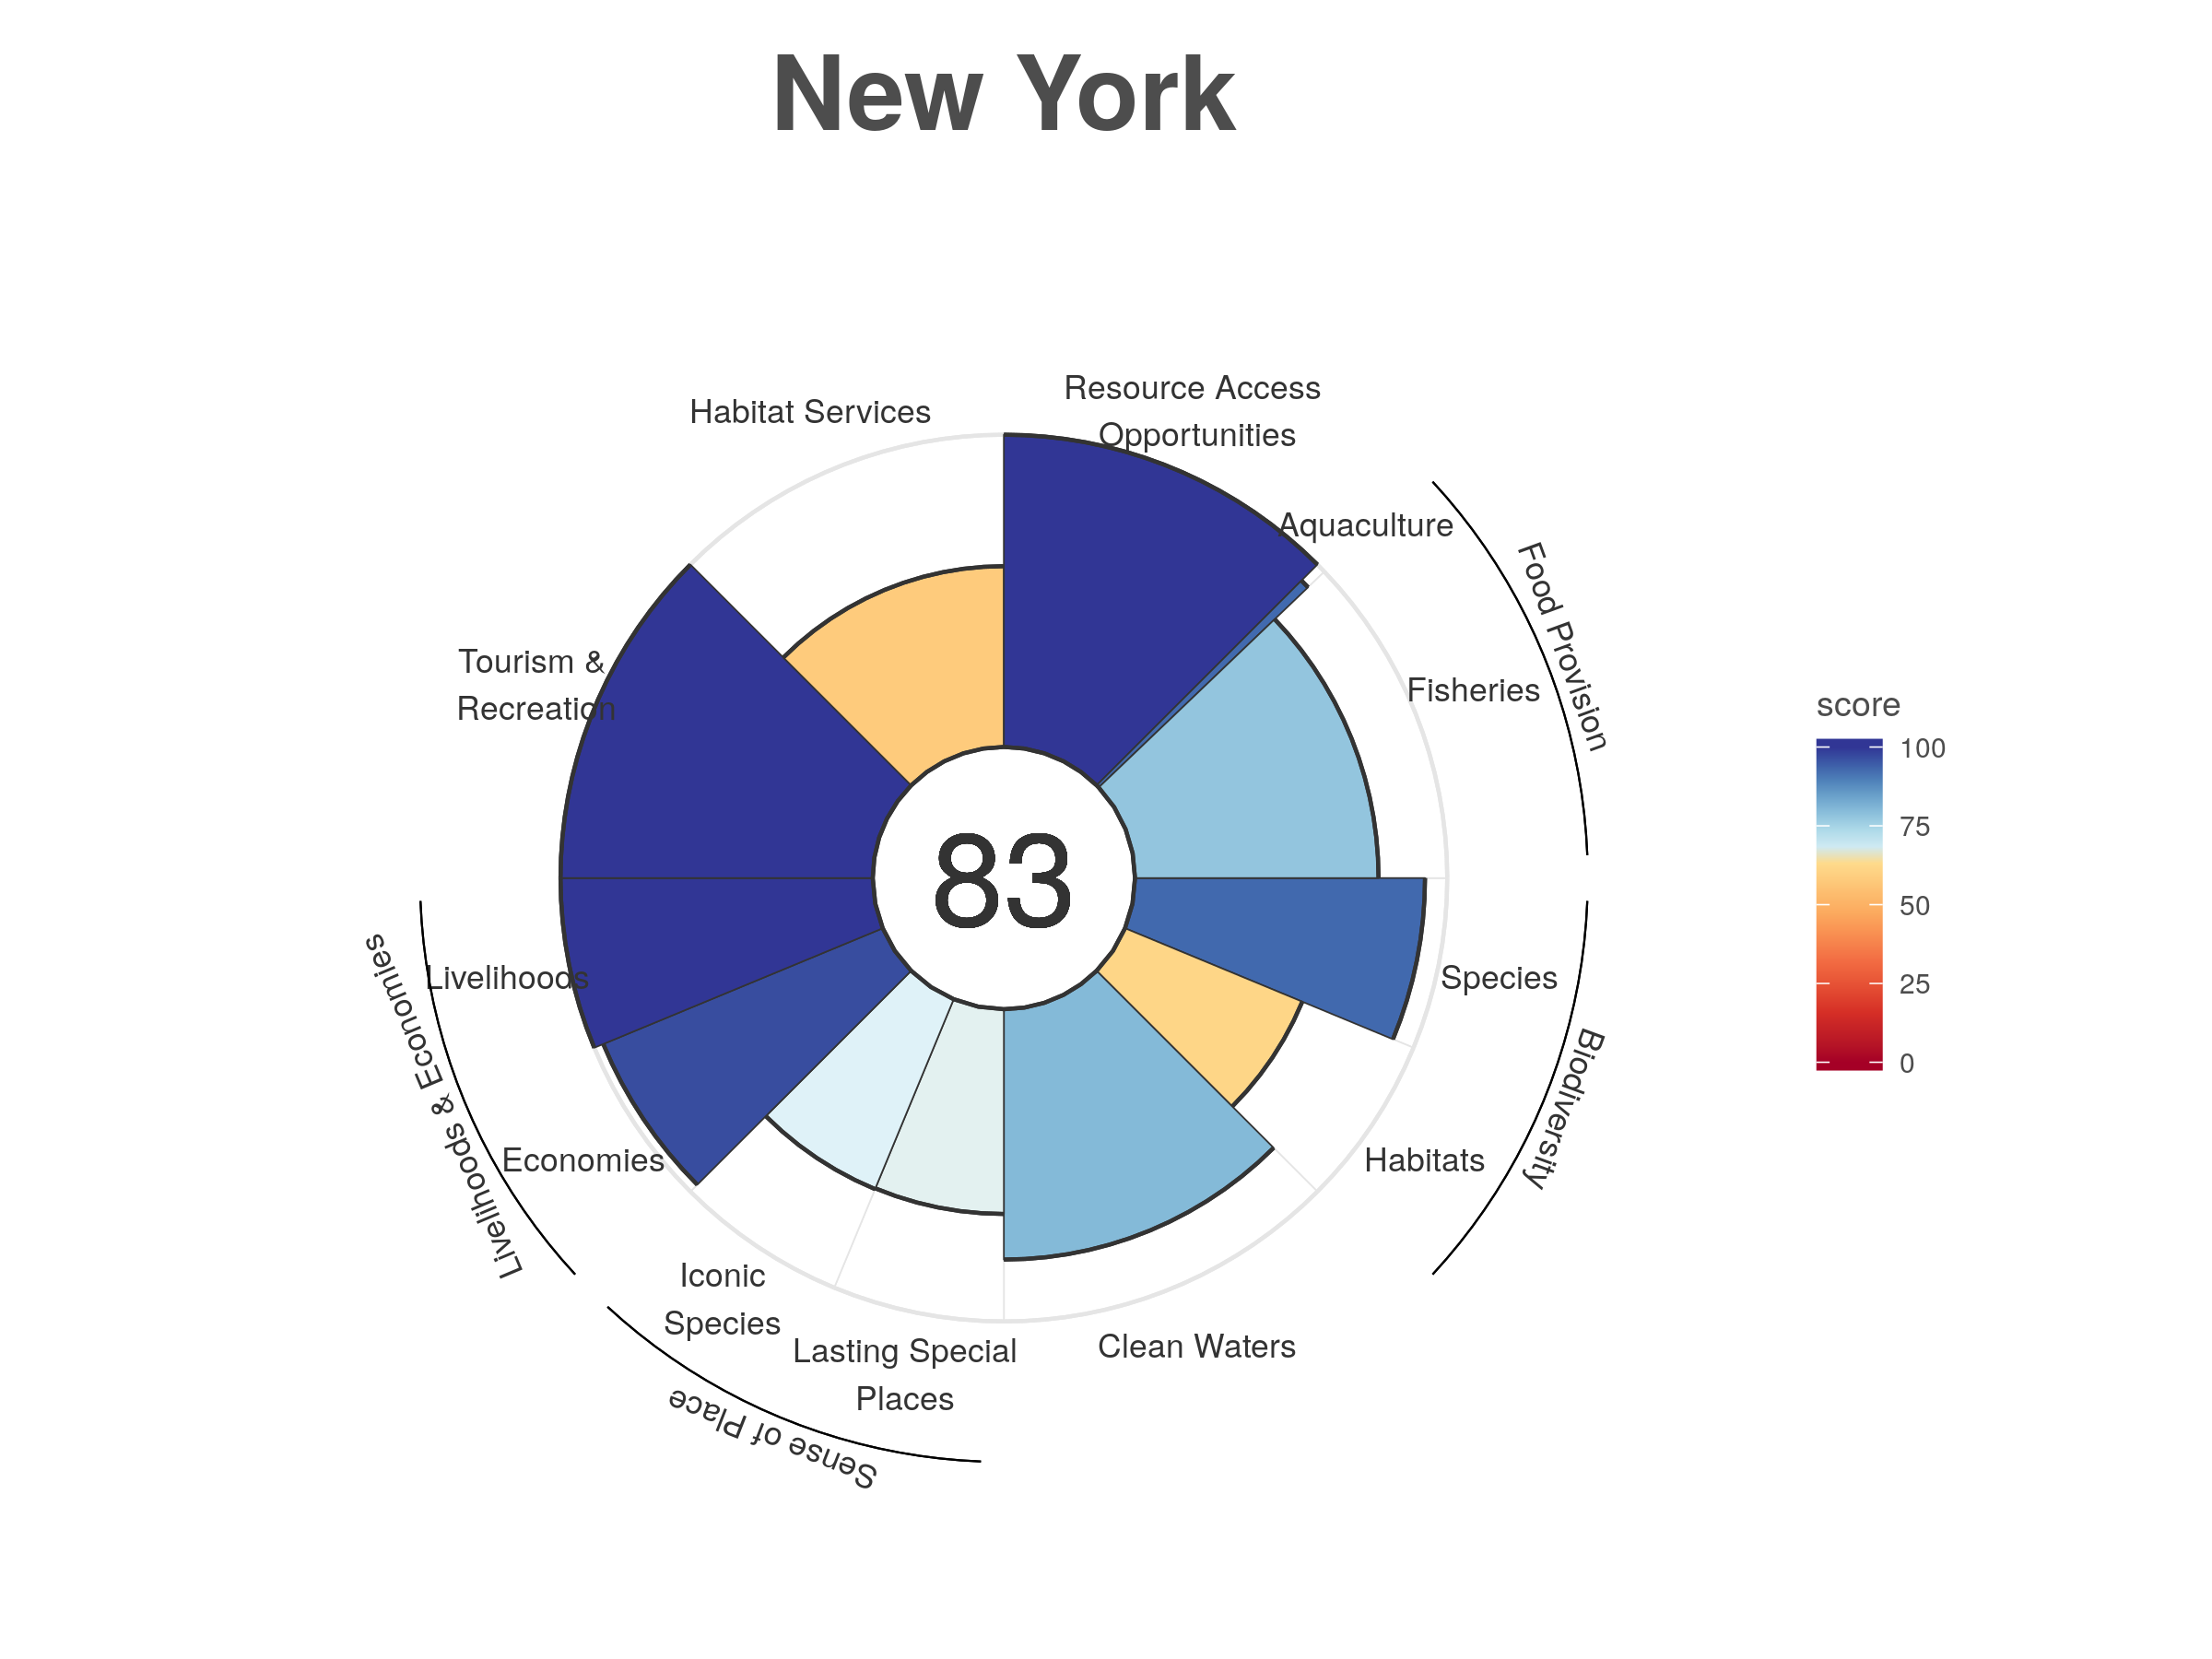 New York
Habitat Services
Resource Access
Opportunities
Aquaculture
Food Provision
Fisheries
Tourism &
Recreation
score
100
75
50
25
0
83
Livelihoods
Species
Livelihoods & Economies
Biodiversity
Economies
Habitats
Iconic
Species
Lasting Special
Places
Clean Waters
Sense of Place